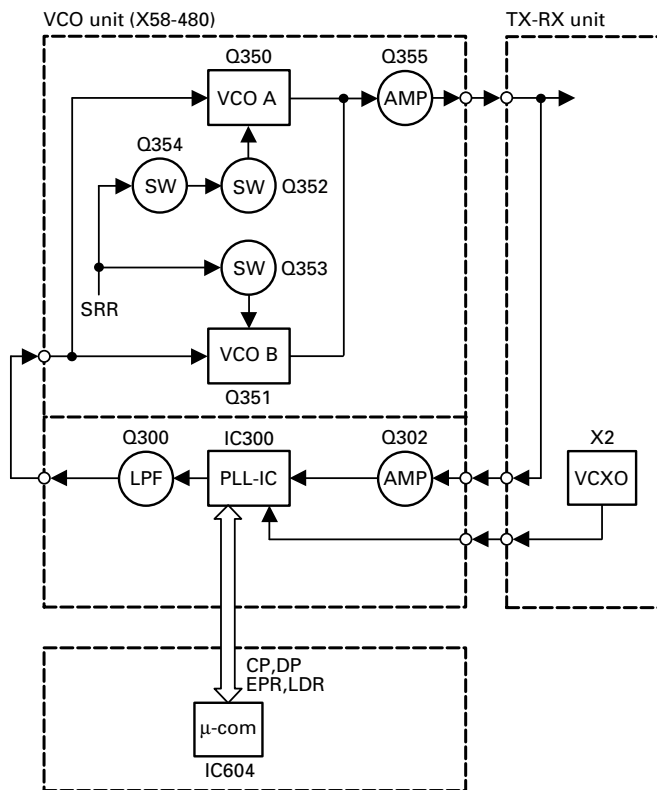 VCO unit (X58-480)
TX-RX unit
Q350
Q355
VCO A
AMP
Q354
SW
SW
Q352
SW
Q353
SRR
VCO B
Q351
Q300
IC300
Q302
X2
LPF
PLL-IC
AMP
VCXO
CP,DP
EPR,LDR
μ-com
IC604